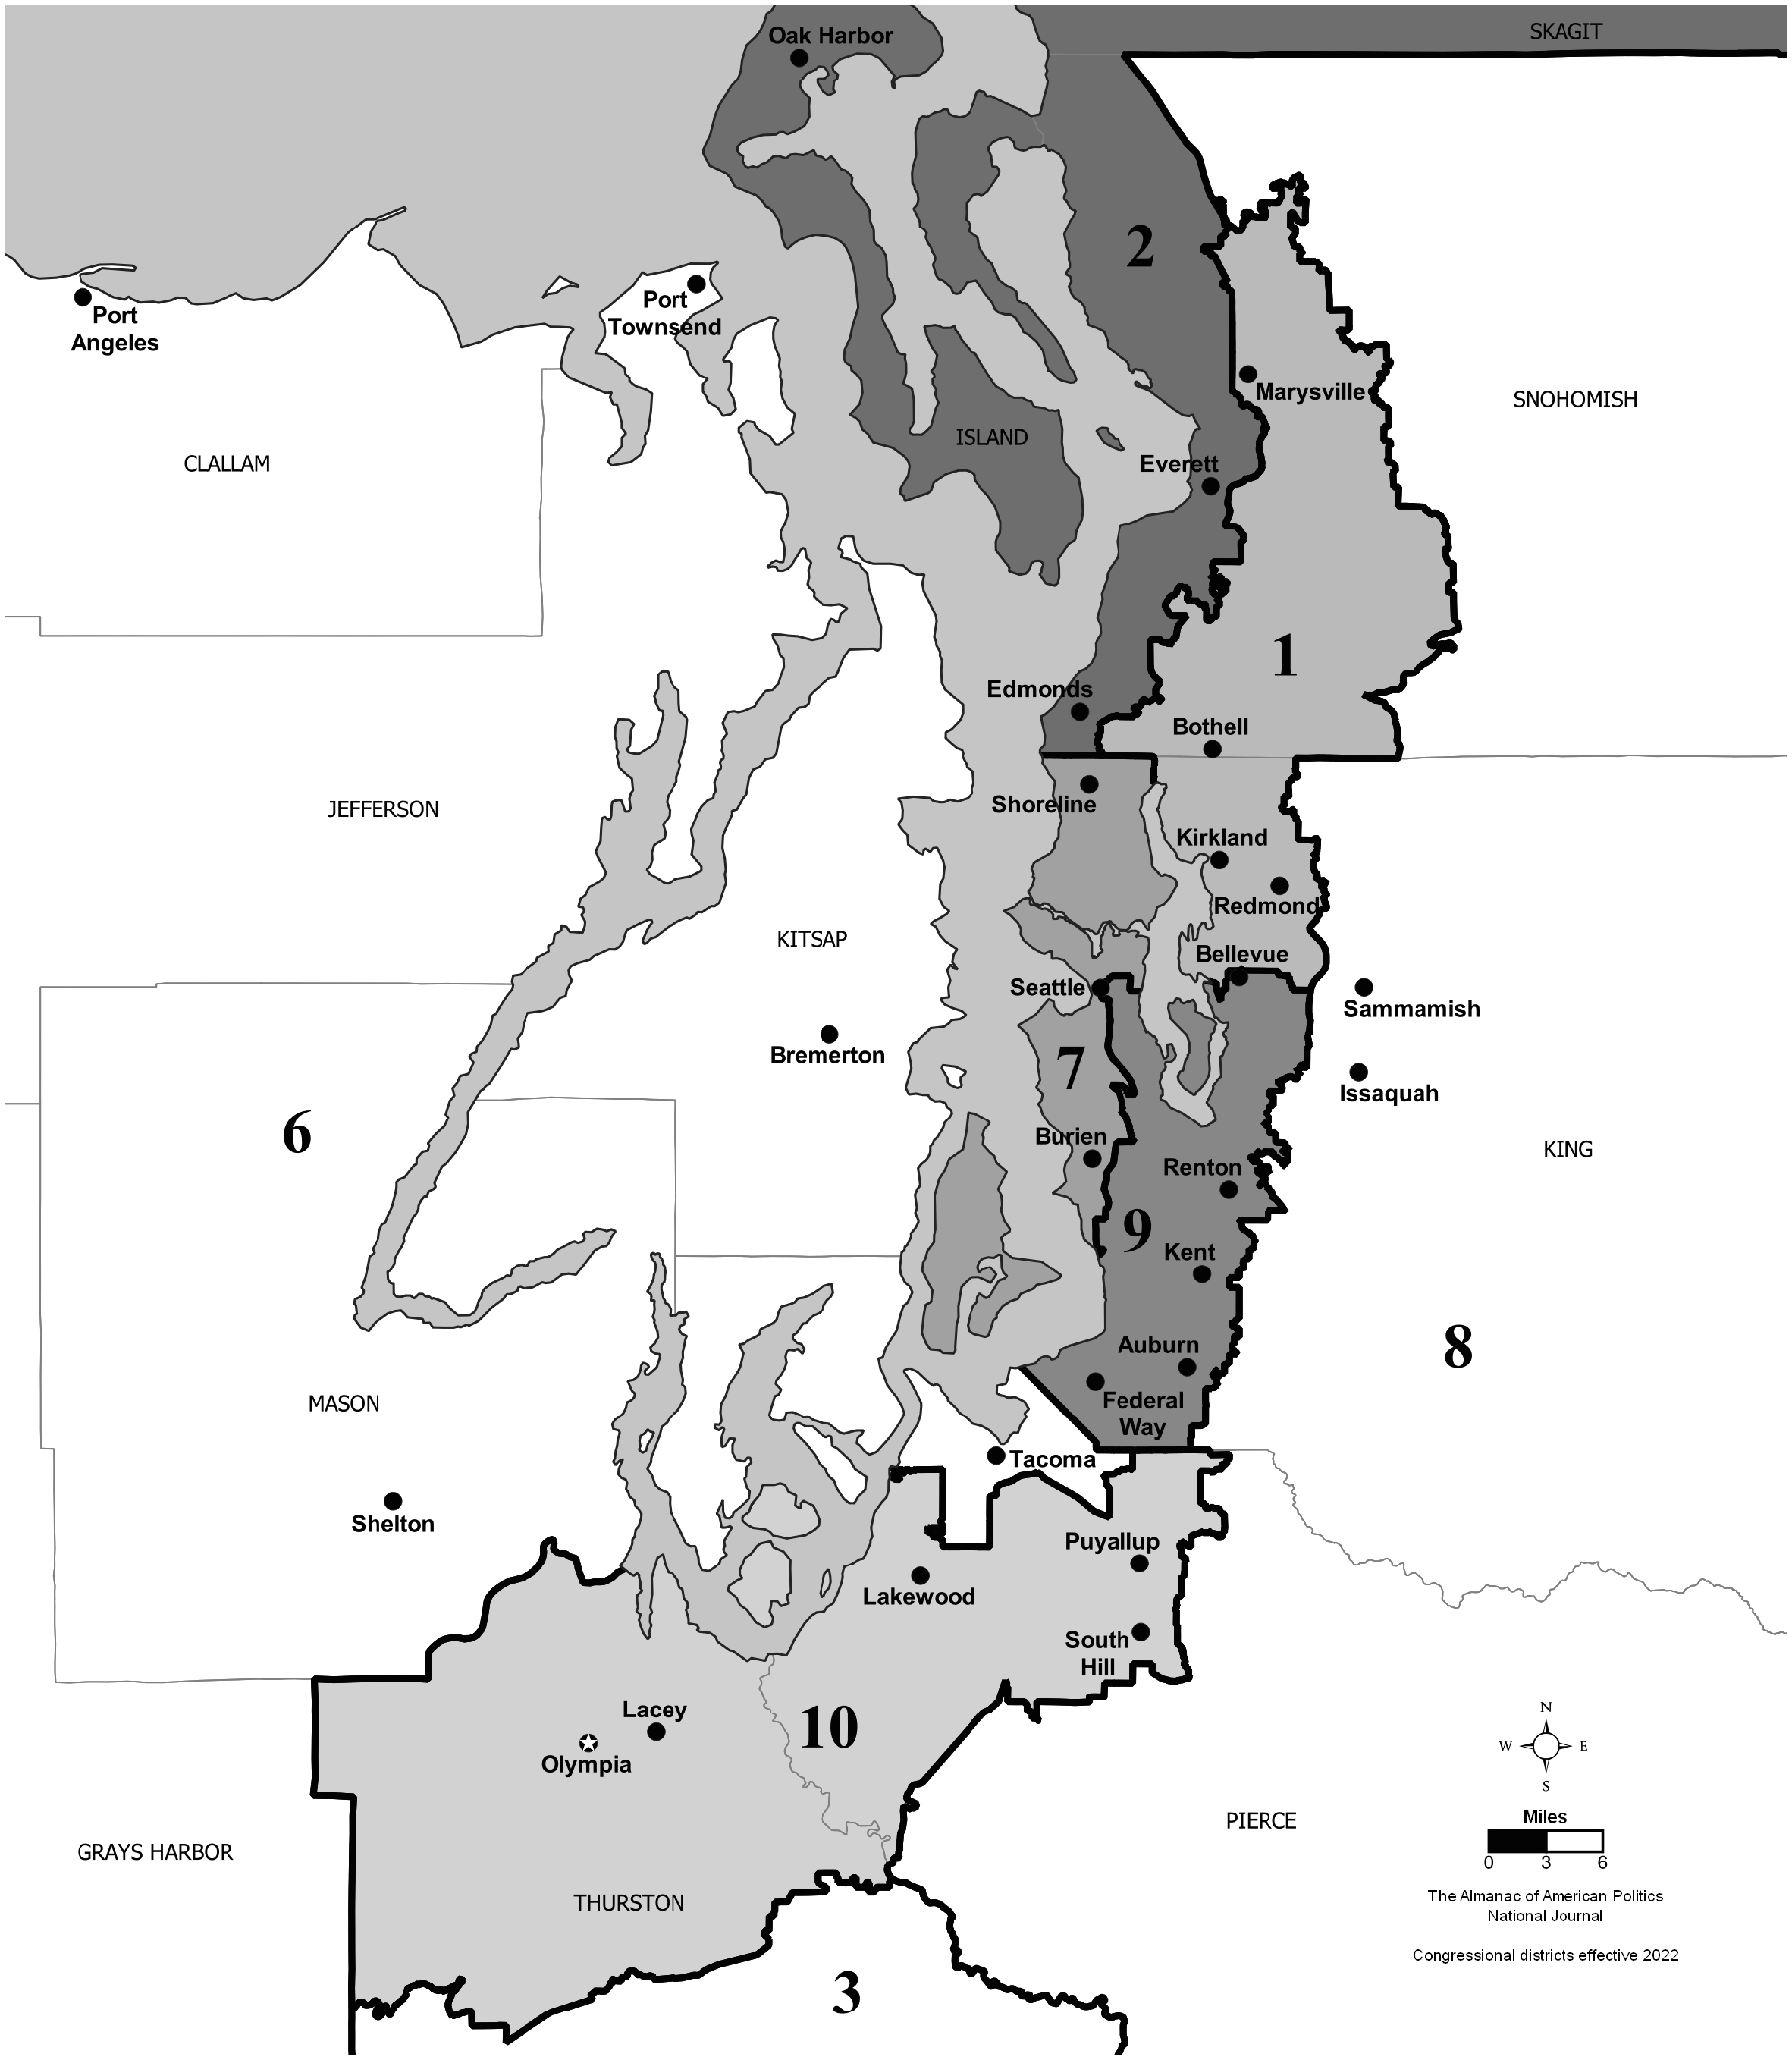 SKAGIT
Oak Harbor
2
Port
Townsend
Port
Angeles
Marysville
SNOHOMISH
ISLAND
CLALLAM
Everett
1
Edmonds
Bothell
Shoreline
JEFFERSON
Kirkland
Redmond
KITSAP
Bellevue
Seattle
Sammamish
Bremerton
7
Issaquah
6
Burien
KING
Renton
9
Kent
8
Auburn
MASON
Federal
Way
Tacoma
Shelton
Puyallup
Lakewood
South
Hill
Lacey
10
Olympia
N
W
E
S
Miles
0
3
6
PIERCE
GRAYS HARBOR
THURSTON
The Almanac of American Politics
National Journal
Congressional districts effective 2022
3